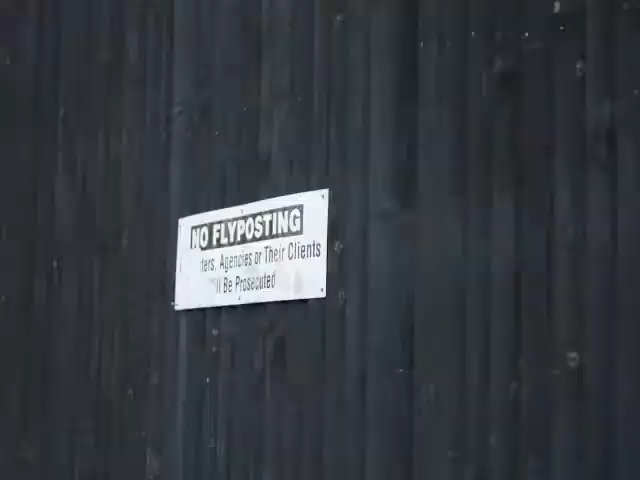 NO FLYPOSTING
ters, Agencies or Their Clients
ll Be Prosecuted